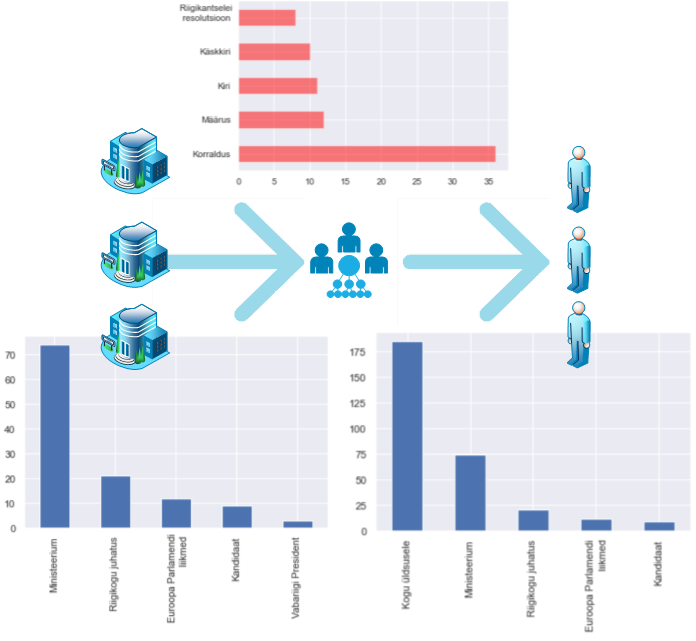 Riigikantselei
resolutsioon
Käskkiri
Kiri
Määrus
Korraldus
0 5 10 15 20 25 30 35
70
60
50
40
30
20
10
0
Ministeerium
Riigikogu juhatus
Euroopa Parlamendi
liikmed
Kandidaat
Vabariigi President
175
150
125
100
75
50
25
0
Kogu üldsusele
Ministeerium
Riigikogu juhatus
Euroopa Parlamendi
liikmed
Kandidaat